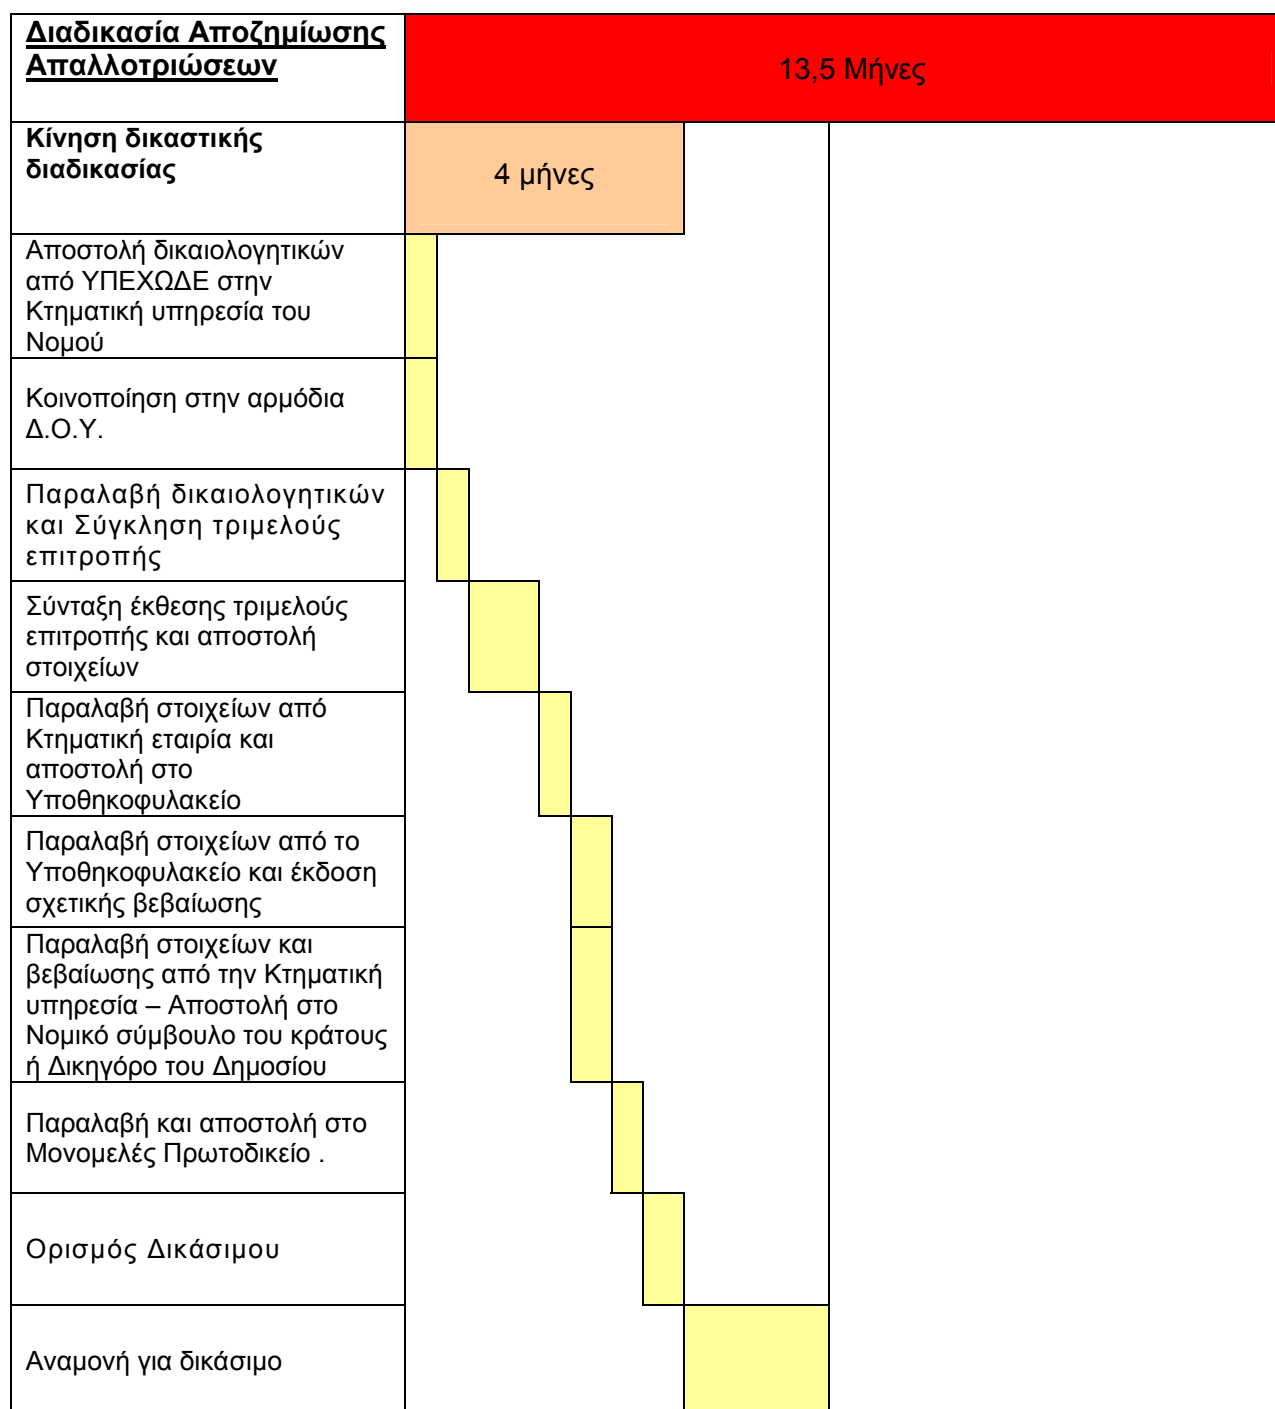 Διαδικασία Αποζημίωσης
Απαλλοτριώσεων
13,5 Μήνες
Κίνηση δικαστικής
διαδικασίας
4 μήνες
Αποστολή δικαιολογητικών
από ΥΠΕΧΩΔΕ στην
Κτηματική υπηρεσία του
Νομού
Κοινοποίηση στην αρμόδια
Δ.Ο.Υ.
Παραλαβή δικαιολογητικών
και Σύγκληση τριμελούς
επιτροπής
Σύνταξη έκθεσης τριμελούς
επιτροπής και αποστολή
στοιχείων
Παραλαβή στοιχείων από
Κτηματική εταιρία και
αποστολή στο
Υποθηκοφυλακείο
Παραλαβή στοιχείων από το
Υποθηκοφυλακείο και έκδοση
σχετικής βεβαίωσης
Παραλαβή στοιχείων και
βεβαίωσης από την Κτηματική
υπηρεσία – Αποστολή στο
Νομικό σύμβουλο του κράτους
ή Δικηγόρο του Δημοσίου
Παραλαβή και αποστολή στο
Μονομελές Πρωτοδικείο .
Ορισμός Δικάσιμου
Αναμονή για δικάσιμο